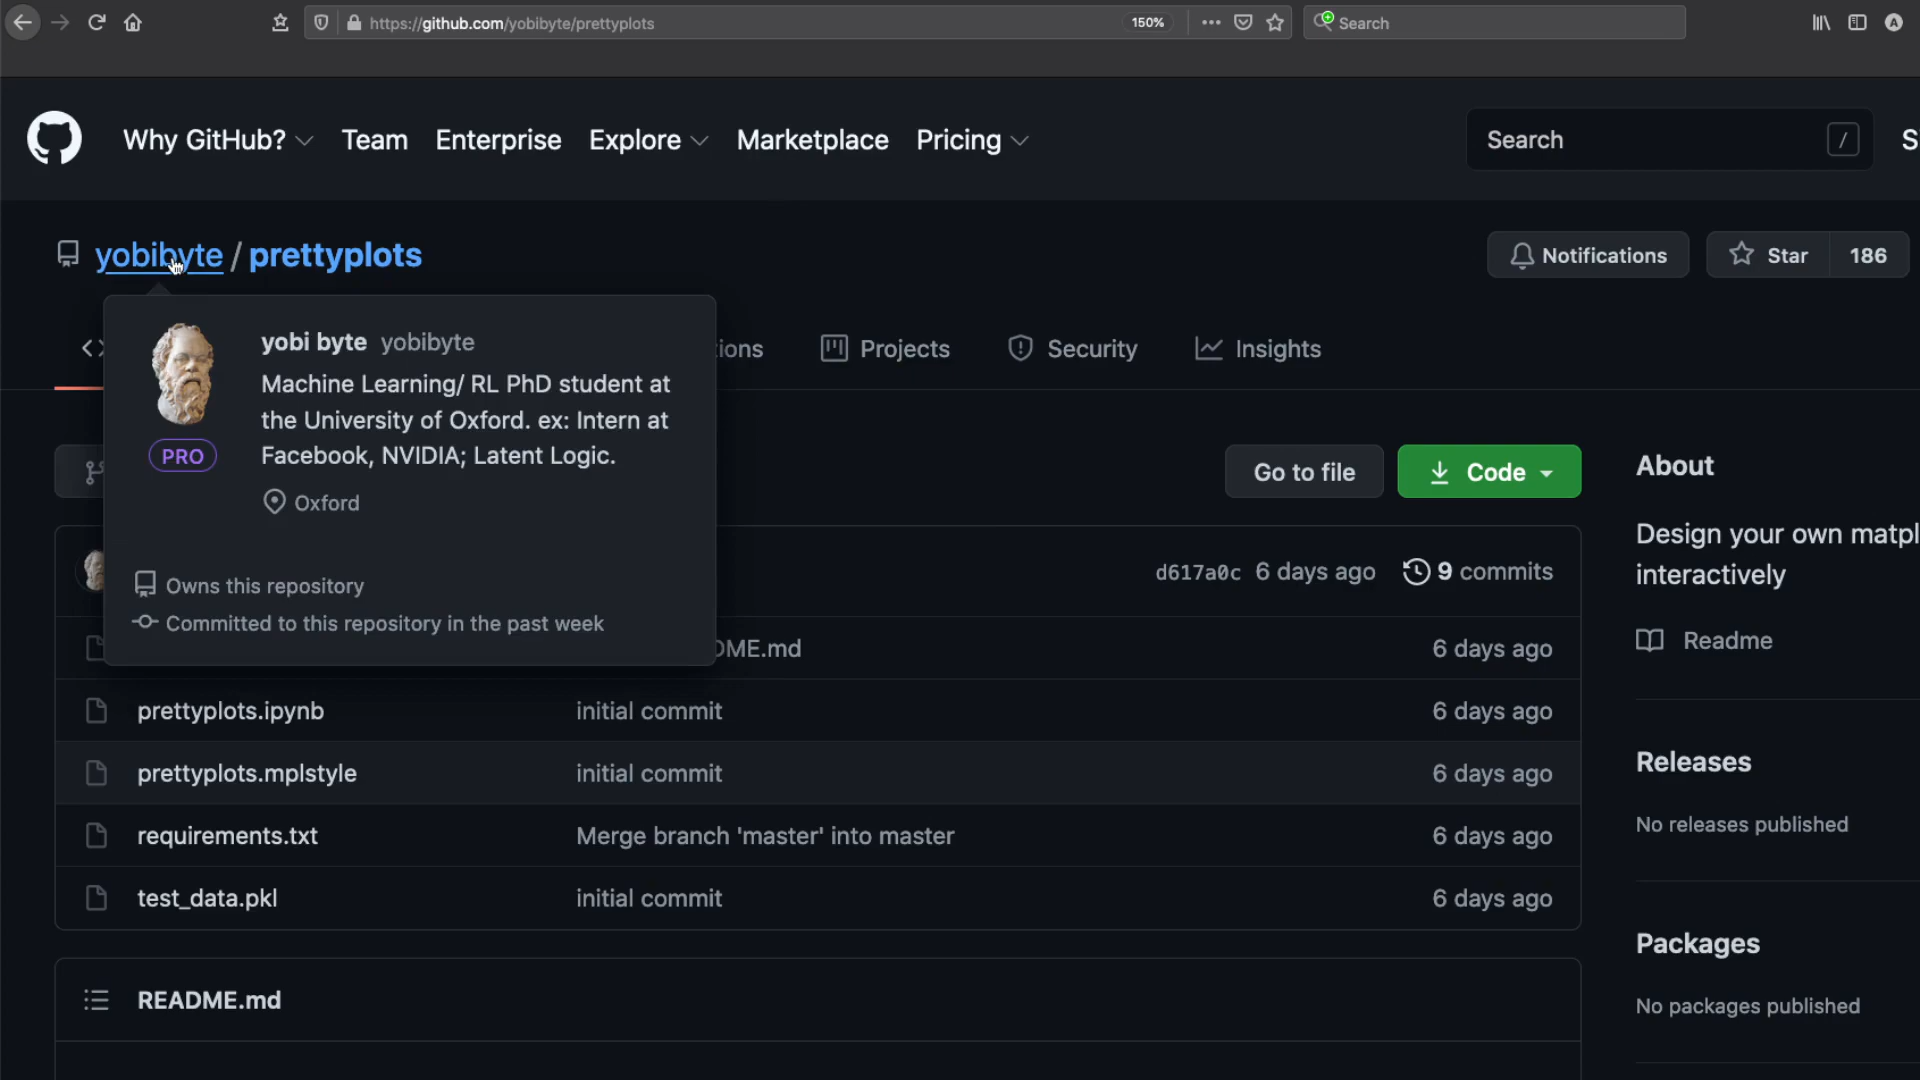 https://github.com/yobibyte/prettyplots
150%
Search
A
Why GitHub?
Team
Enterprise
Explore
Marketplace
Pricing
Search
/
S
yobibyte / prettyplots
Notifications
Star
186
yobi byte yobibyte
Machine Learning/ RL PhD student at
the University of Oxford. ex: Intern at
Facebook, NVIDIA; Latent Logic.
PRO
Oxford
Owns this repository
Committed to this repository in the past week
ions
Projects
Security
Insights
Go to file
Code
About
Design your own matpl
interactively
Readme
d617a0c 6 days ago
9 commits
DME.md
6 days ago
prettyplots.ipynb
initial commit
6 days ago
prettyplots.mplstyle
initial commit
6 days ago
requirements.txt
Merge branch 'master' into master
6 days ago
test_data.pkl
initial commit
6 days ago
Releases
No releases published
Packages
No packages published
README.md